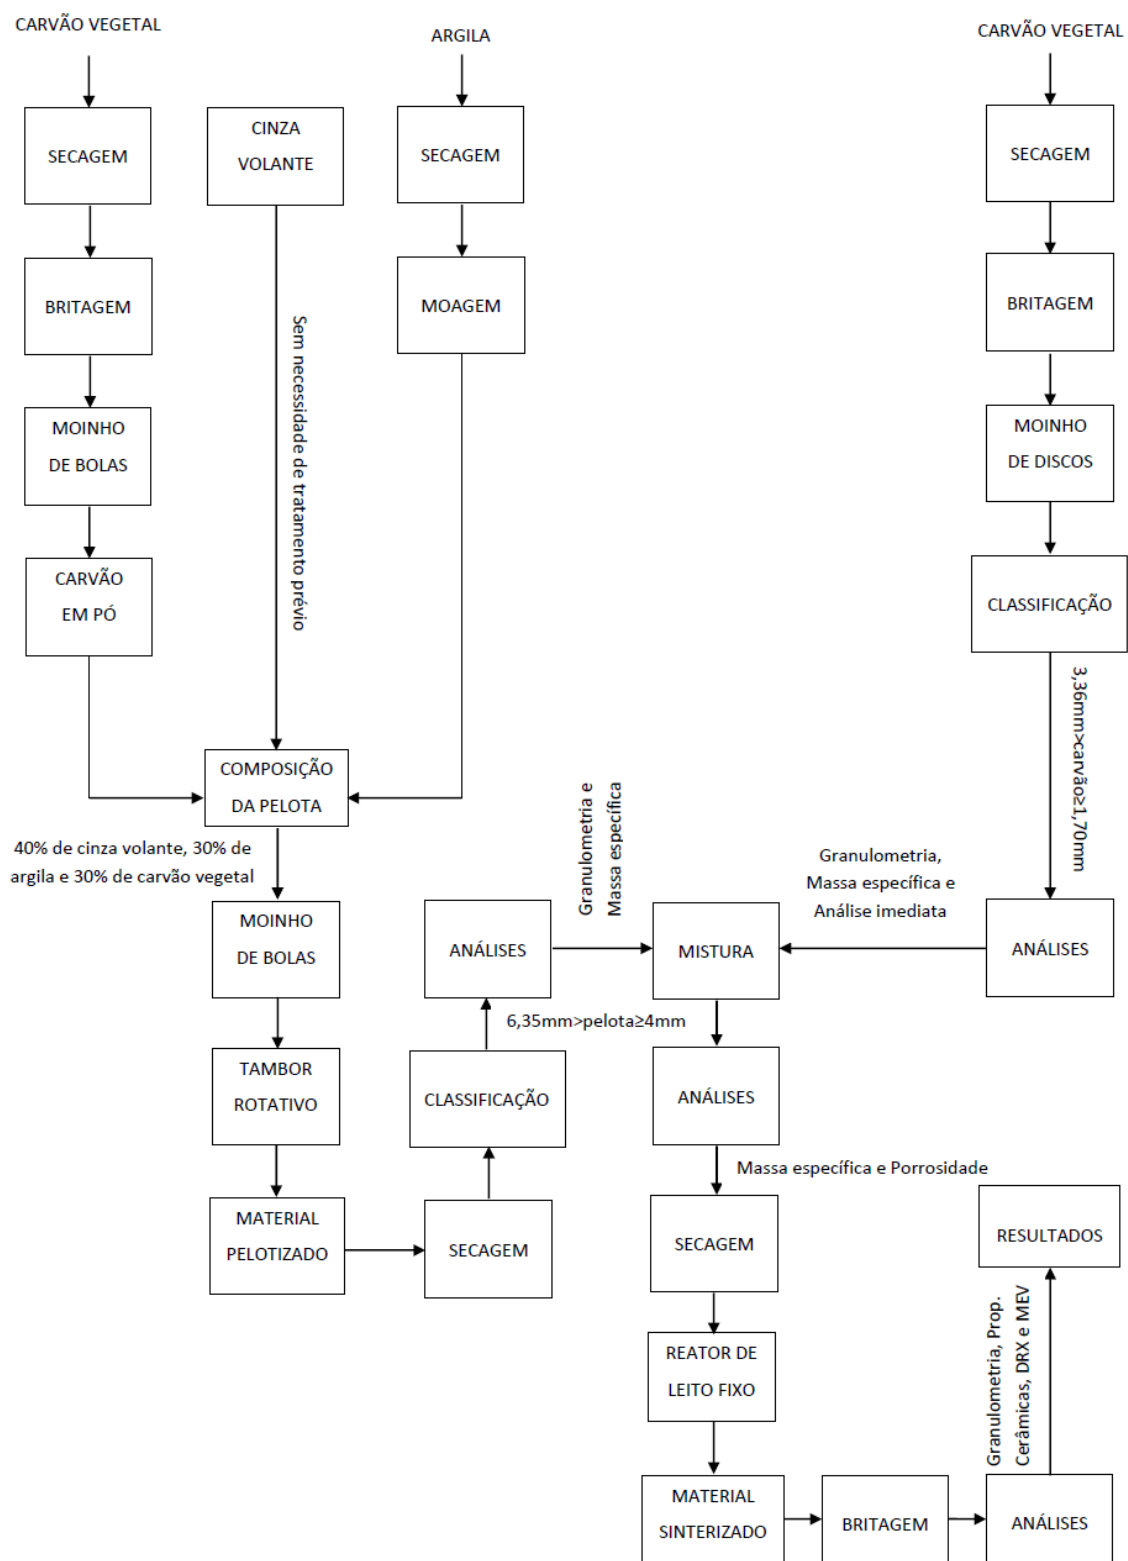 CARVÃO VEGETAL
ARGILA
CARVÃO VEGETAL
SECAGEM
CINZA
VOLANTE
SECAGEM
SECAGEM
BRITAGEM
MOAGEM
BRITAGEM
Sem necessidade de tratamento prévio
MOINHO
DE BOLAS
MOINHO
DE DISCOS
CARVÃO
EM PÓ
CLASSIFICAÇÃO
3,36mm>carvão≥1,70mm
COMPOSIÇÃO
DA PELOTA
40% de cinza volante, 30% de
argila e 30% de carvão vegetal
Granulometria e
Massa específica
Granulometria,
Massa específica e
Análise imediata
MOINHO
DE BOLAS
ANÁLISES
MISTURA
ANÁLISES
6,35mm>pelota≥4mm
TAMBOR
ROTATIVO
CLASSIFICAÇÃO
ANÁLISES
Massa específica e Porrosidade
MATERIAL
PELOTIZADO
SECAGEM
SECAGEM
RESULTADOS
REATOR DE
LEITO FIXO
Granulometria, Prop.
Cerâmicas, DRX e MEV
MATERIAL
SINTERIZADO
BRITAGEM
ANÁLISES